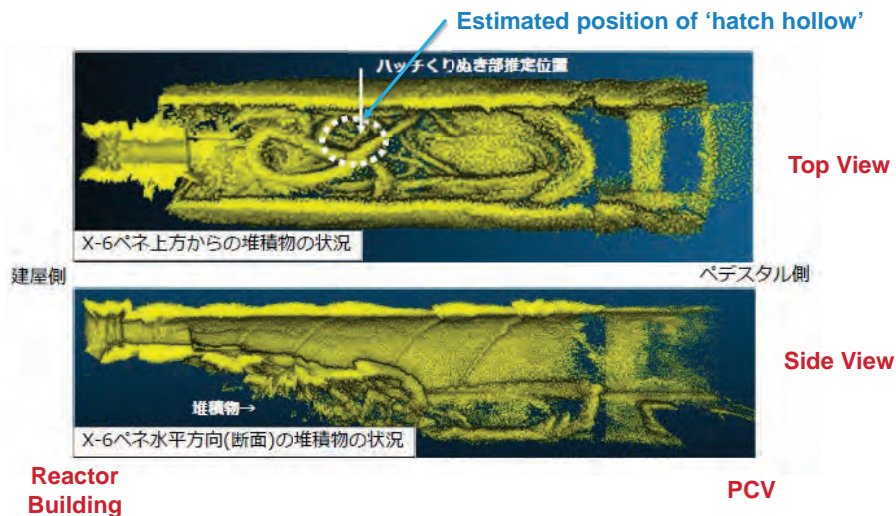 Estimated position of ‘hatch hollow’
ハッチくりぬき部推定位置
Top View
X-6ペネ上方からの堆積物の状況
建屋側
ペデスタル側
Side View
堆積物→
X-6ペネ水平方向(断面)の堆積物の状況
Reactor
Building
PCV